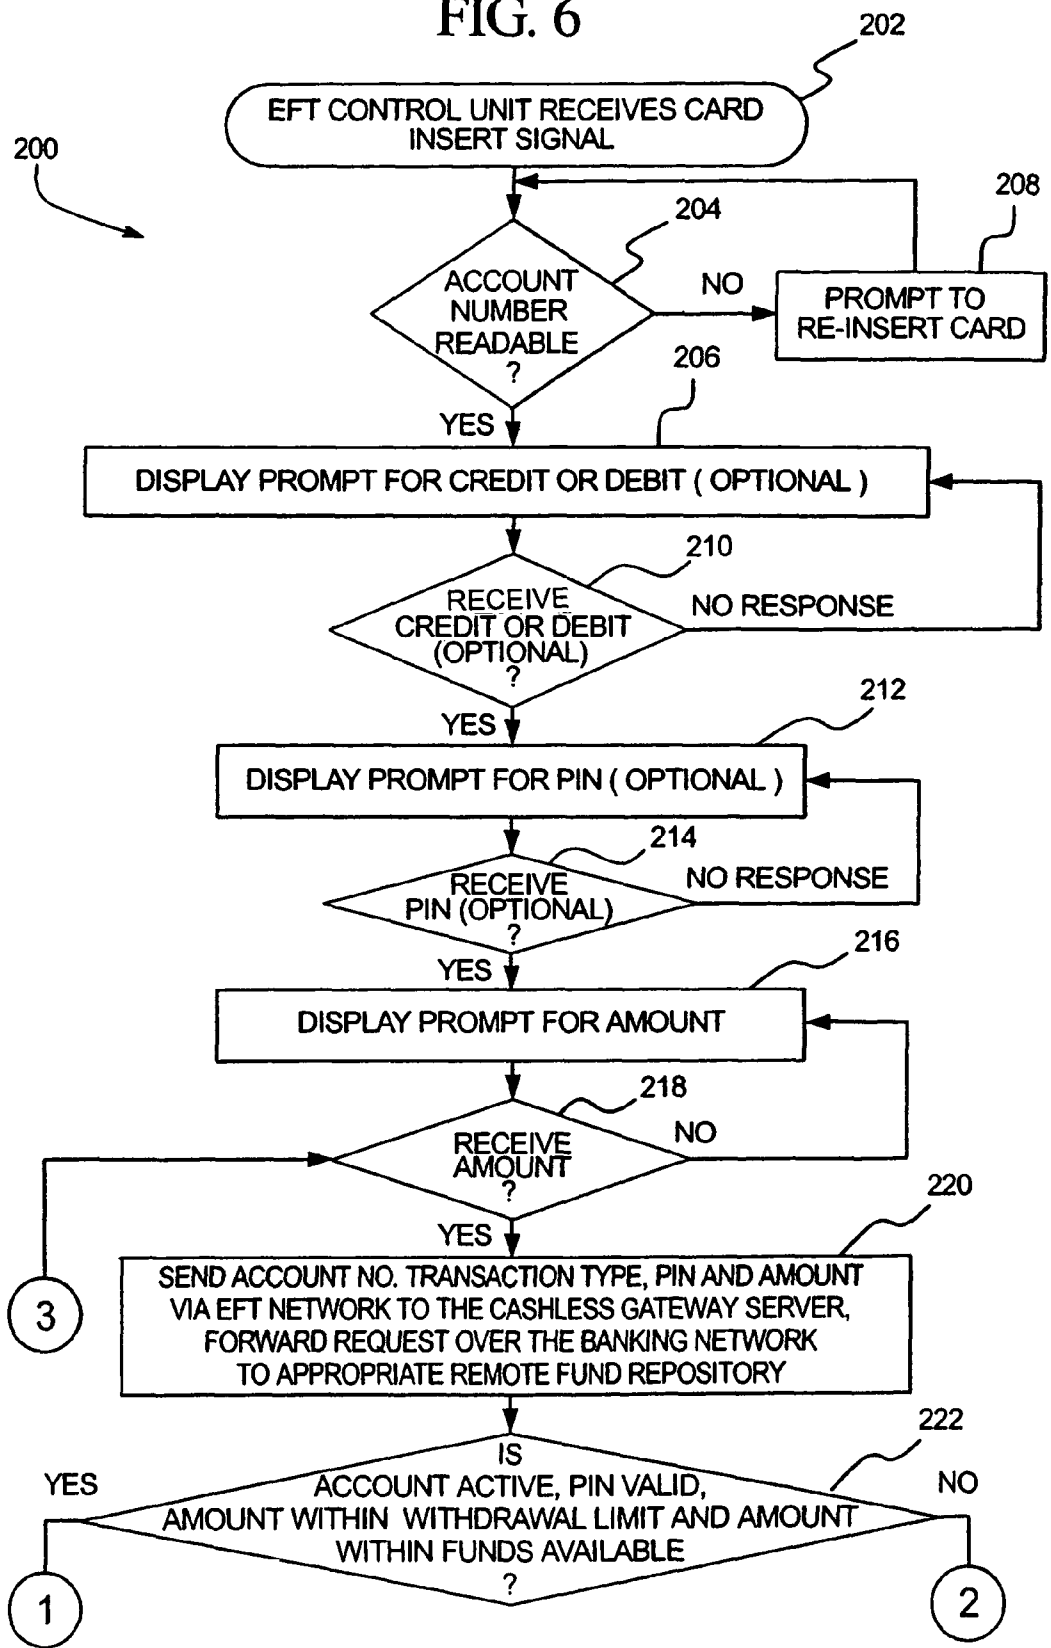 FIG. 6
202
EFT CONTROL UNIT RECEIVES CARD
INSERT SIGNAL
200
204
208
ACCOUNT
NUMBER
READABLE
?
NO
PROMPT TO
RE-INSERT CARD
206
YES
DISPLAY PROMPT FOR CREDIT OR DEBIT ( OPTIONAL )
210
RECEIVE
CREDIT OR DEBIT
(OPTIONAL)
?
NO RESPONSE
YES
212
DISPLAY PROMPT FOR PIN ( OPTIONAL )
214
RECEIVE
PIN (OPTIONAL)
?
NO RESPONSE
YES
216
DISPLAY PROMPT FOR AMOUNT
218
RECEIVE
AMOUNT
?
NO
YES
220
3
SEND ACCOUNT NO. TRANSACTION TYPE, PIN AND AMOUNT
VIA EFT NETWORK TO THE CASHLESS GATEWAY SERVER,
FORWARD REQUEST OVER THE BANKING NETWORK
TO APPROPRIATE REMOTE FUND REPOSITORY
222
YES
IS
ACCOUNT ACTIVE, PIN VALID,
AMOUNT WITHIN WITHDRAWAL LIMIT AND AMOUNT
WITHIN FUNDS AVAILABLE
?
NO
1
2